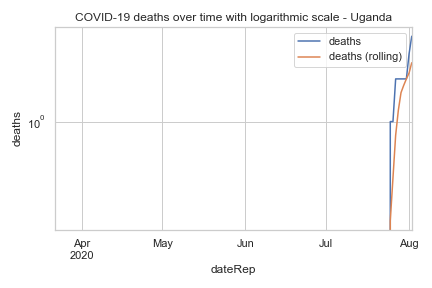 COVID-19 deaths over time with logarithmic scale - Uganda
deaths
deaths (rolling)
deaths
10⁰
Apr
2020
May
Jun
Jul
Aug
dateRep